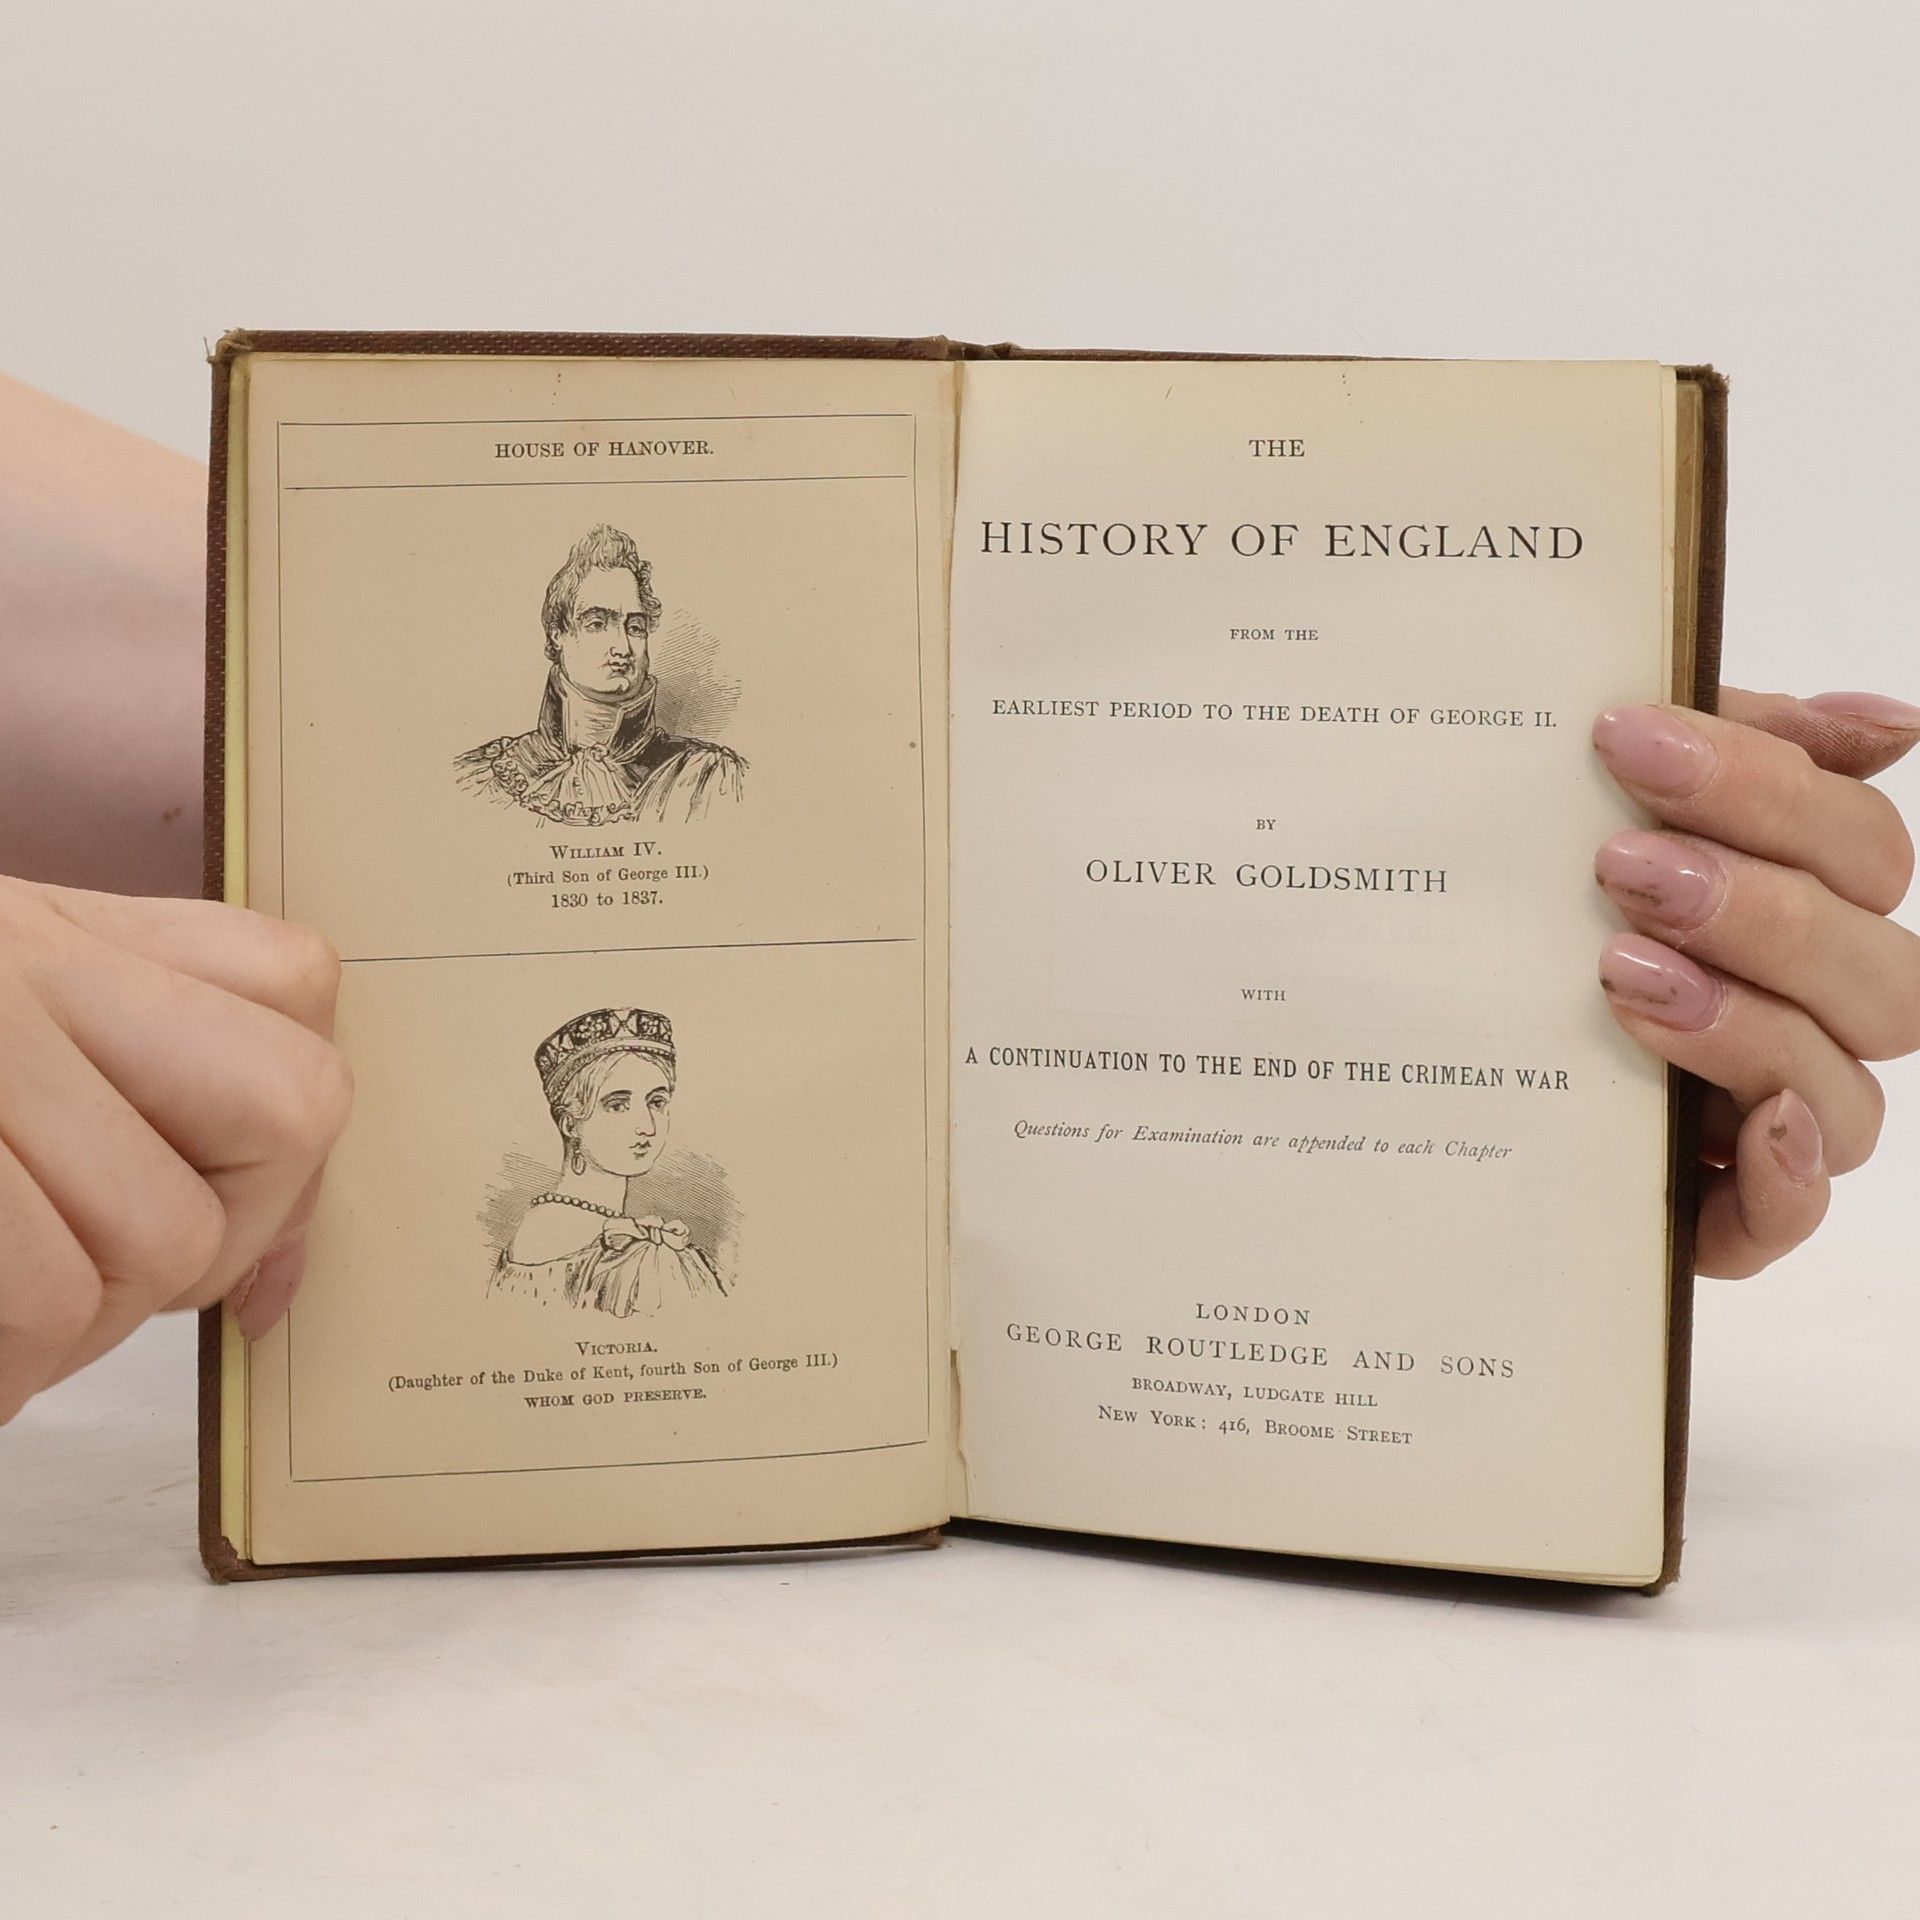 HOUSE OF HANOVER.
WILLIAM IV.
(Third Son of George III.)
1830 to 1837.
VICTORIA.
(Daughter of the Duke of Kent, fourth Son of George III.)
WHOM GOD PRESERVE.
THE
HISTORY OF ENGLAND
FROM THE
EARLIEST PERIOD TO THE DEATH OF GEORGE II.
BY
OLIVER GOLDSMITH
WITH
A CONTINUATION TO THE END OF THE CRIMEAN WAR
Questions for Examination are appended to each Chapter
LONDON
GEORGE ROUTLEDGE AND SONS
BROADWAY, LUDGATE HILL
NEW YORK: 416, BROOME STREET